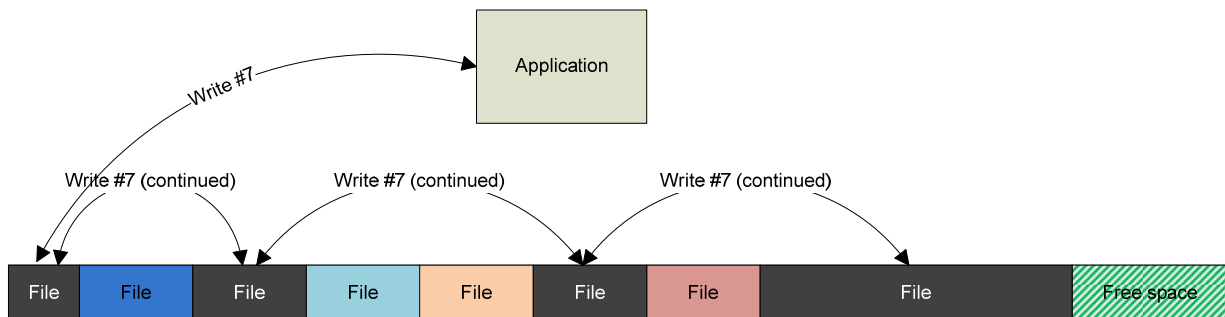 Application
Write #7
Write #7 (continued)
Write #7 (continued)
Write #7 (continued)
File
File
File
File
File
File
File
File
Free space